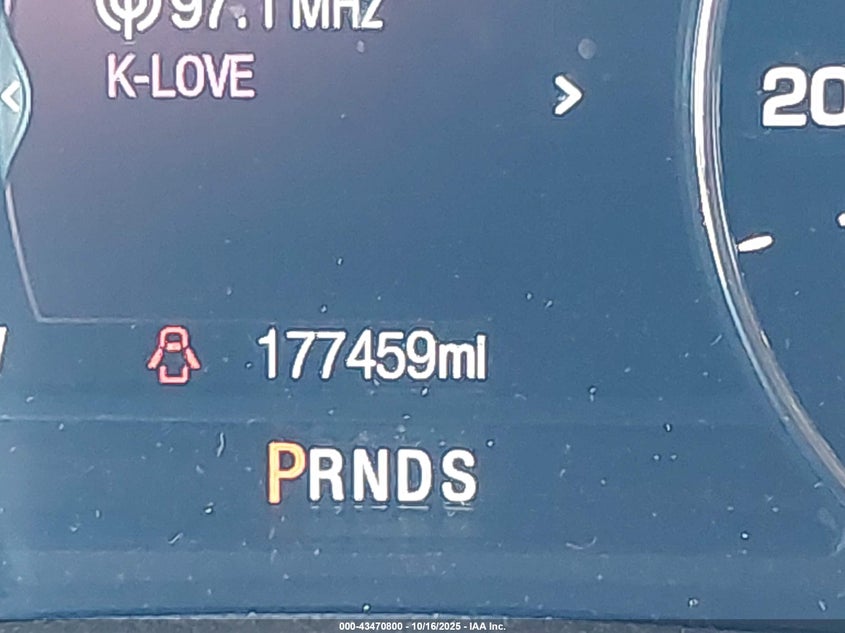 97.1 MHz
K-LOVE
20
177459mi
PRNDS
000-43470800 - 10/16/2025 - IAA Inc.